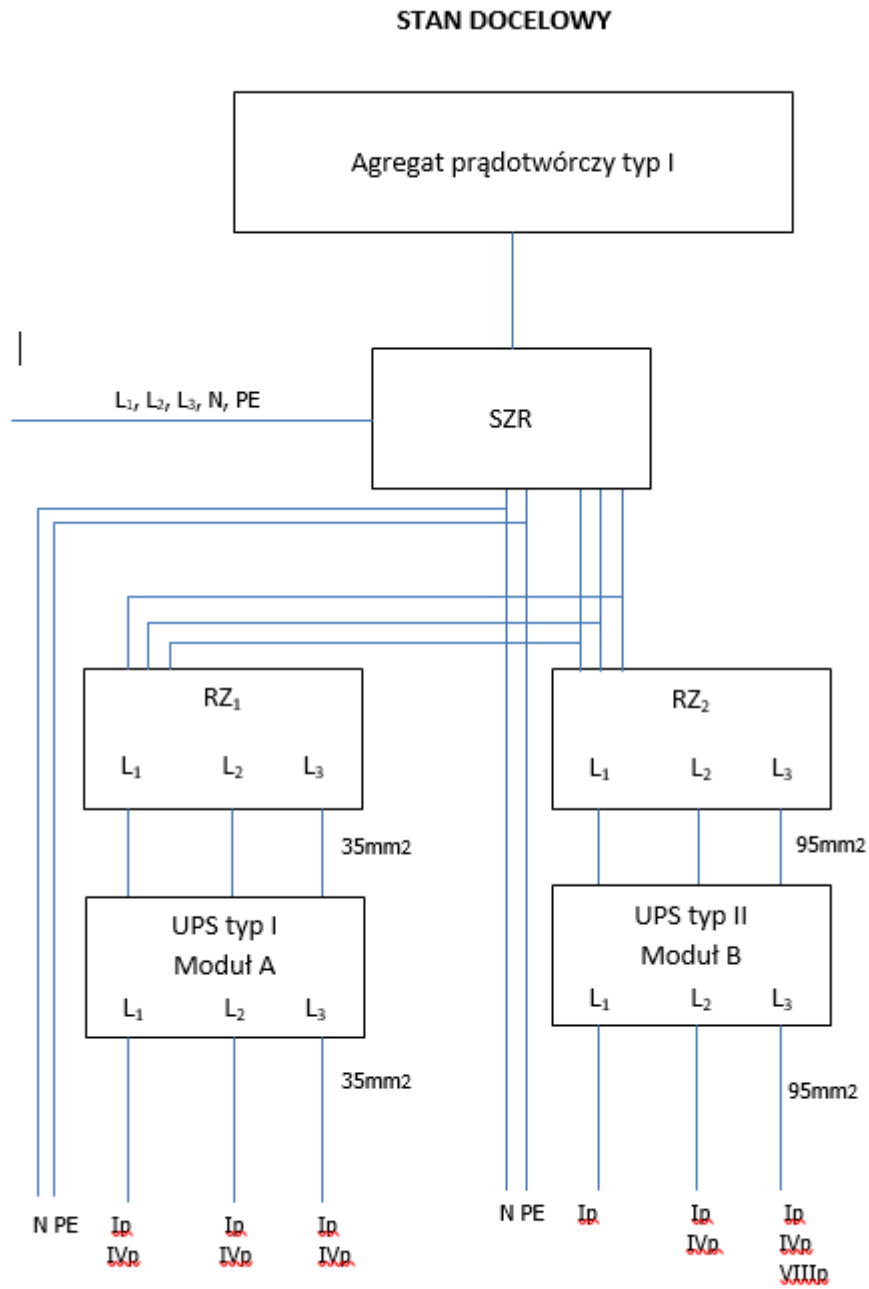 STAN DOCELOWY
Agregat prądotwórczy typ I
L₁, L₂, L₃, N, PE
SZR
RZ₁
L₁ L₂ L₃
RZ₂
L₁ L₂ L₃
35mm2
95mm2
UPS typ I
Moduł A
L₁ L₂ L₃
UPS typ II
Moduł B
L₁ L₂ L₃
35mm2
95mm2
N PE
Ip
IVp
Ip
IVp
Ip
IVp
N PE
Ip
Ip
IVp
Ip
IVp
VIIIp